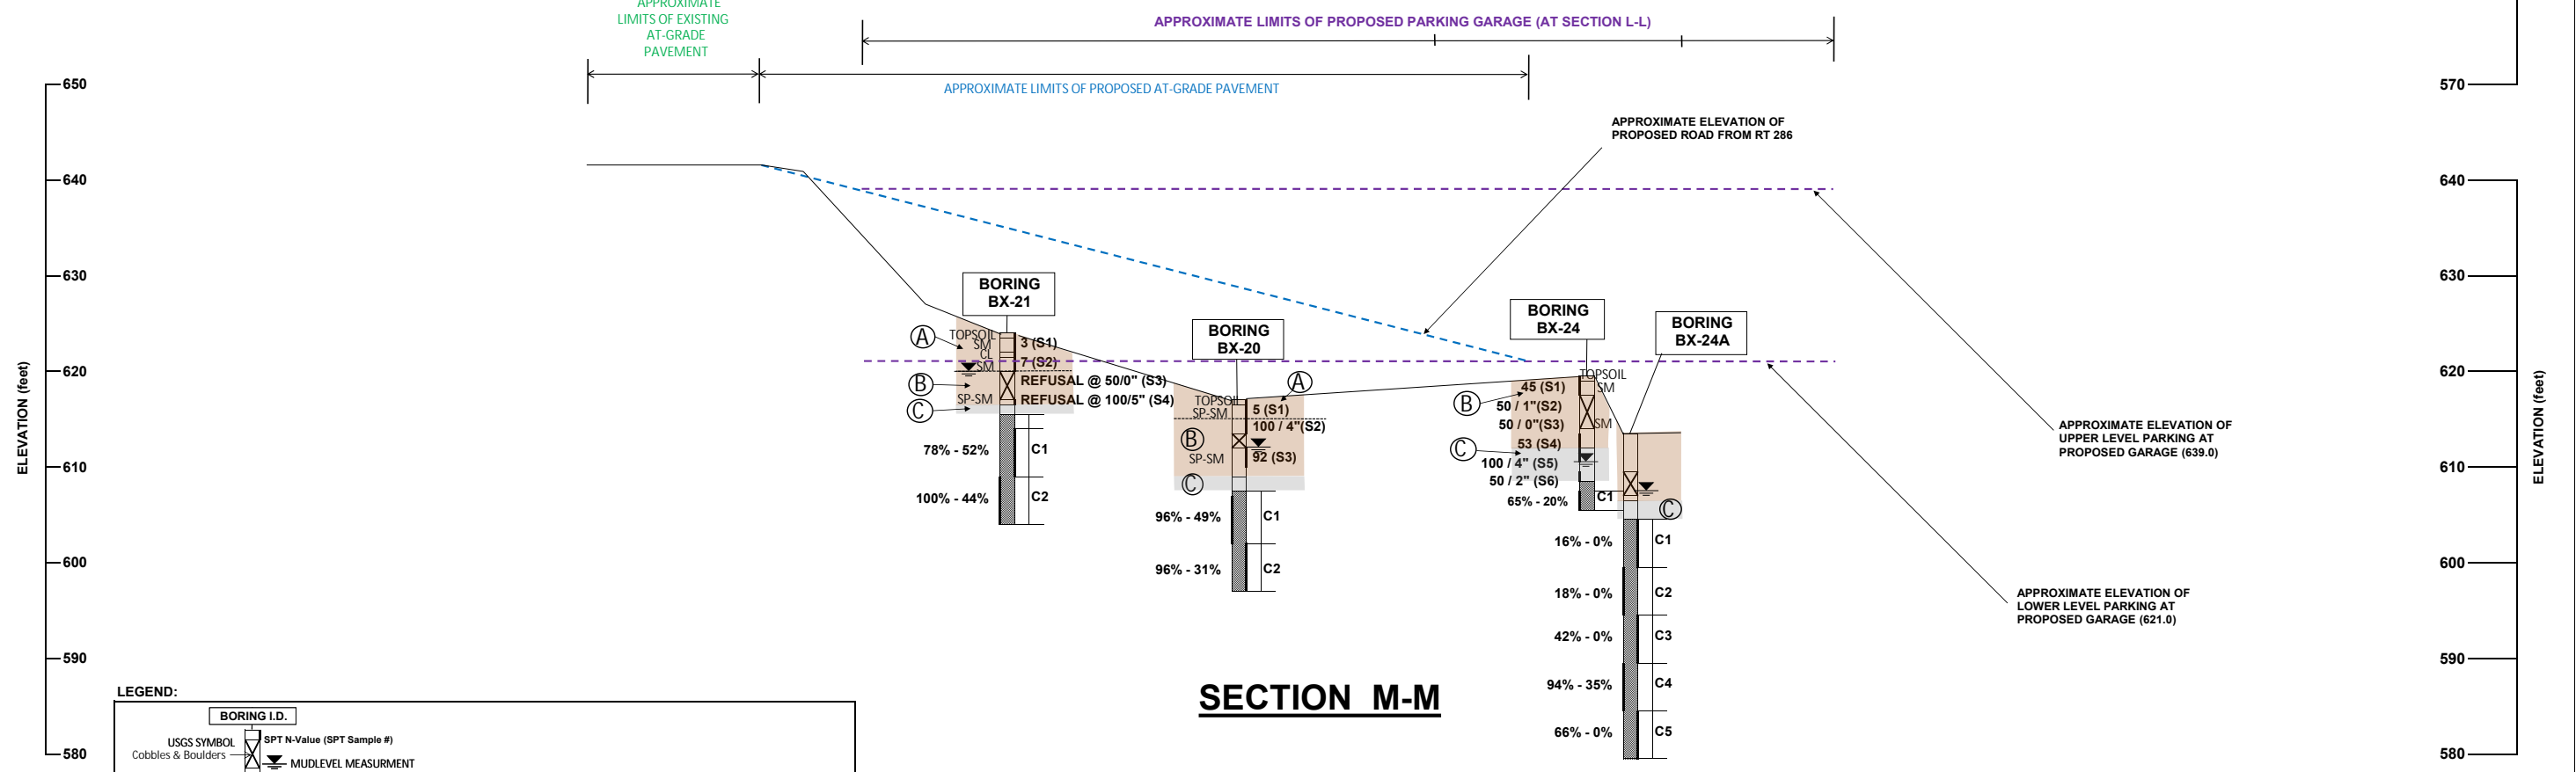 APPROXIMATE
LIMITS OF EXISTING
AT-GRADE
PAVEMENT
APPROXIMATE LIMITS OF PROPOSED PARKING GARAGE (AT SECTION L-L)
APPROXIMATE LIMITS OF PROPOSED AT-GRADE PAVEMENT
650
640
630
620
610
600
590
580
ELEVATION (feet)
570
640
630
620
610
600
590
580
ELEVATION (feet)
APPROXIMATE ELEVATION OF
PROPOSED ROAD FROM RT 286
BORING
BX-21
A
TOPSOIL
SM
CL
SM
B
SP-SM
C
3 (S1)
7 (S2)
REFUSAL @ 50/0" (S3)
REFUSAL @ 100/5" (S4)
78% - 52%
C1
100% - 44%
C2
BORING
BX-20
A
TOPSOIL
SP-SM
5 (S1)
100 / 4"(S2)
B
SP-SM
92 (S3)
C
96% - 49%
C1
96% - 31%
C2
BORING
BX-24
TOPSOIL
SM
SM
B
45 (S1)
50 / 1"(S2)
50 / 0"(S3)
53 (S4)
C
100 / 4" (S5)
50 / 2" (S6)
65% - 20%
C1
BORING
BX-24A
C
16% - 0%
C1
18% - 0%
C2
42% - 0%
C3
94% - 35%
C4
66% - 0%
C5
APPROXIMATE ELEVATION OF
UPPER LEVEL PARKING AT
PROPOSED GARAGE (639.0)
APPROXIMATE ELEVATION OF
LOWER LEVEL PARKING AT
PROPOSED GARAGE (621.0)
SECTION M-M
LEGEND:
BORING I.D.
USGS SYMBOL
SPT N-Value (SPT Sample #)
Cobbles & Boulders
MUDLEVEL MEASURMENT